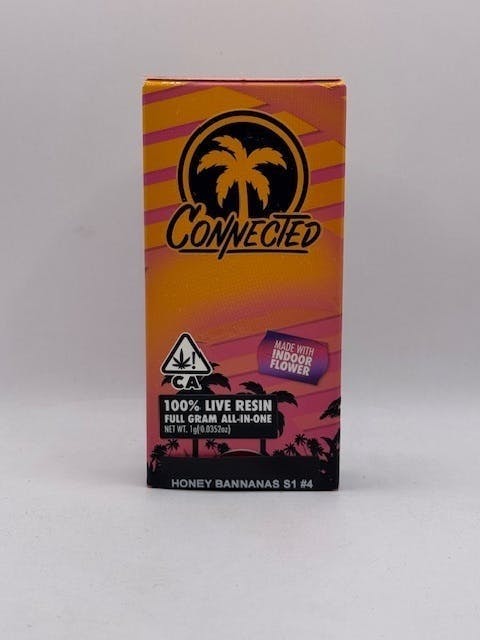 CONNECTED
MADE WITH
INDOOR
FLOWER
!
CA
100% LIVE RESIN
FULL GRAM ALL-IN-ONE
NET WT. 1g(0.0352oz)
HONEY BANNANAS S1 #4